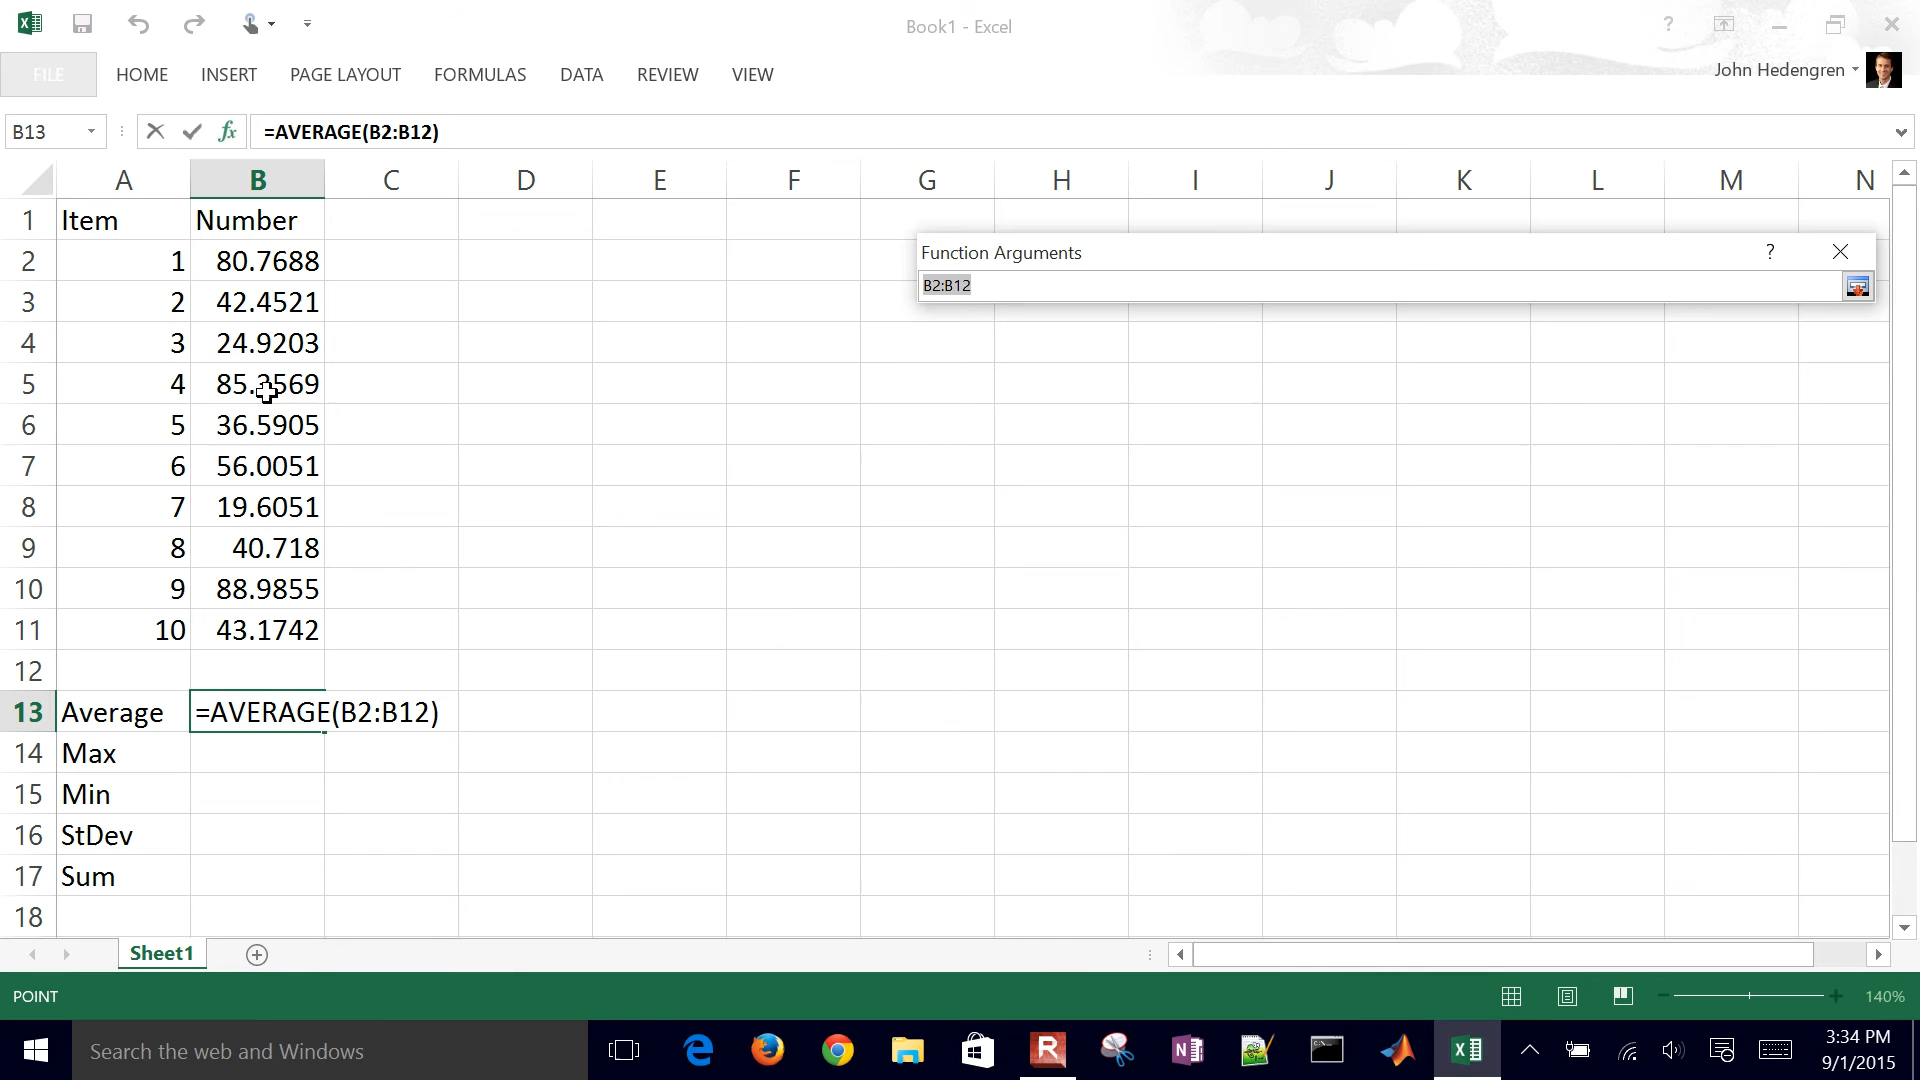 Book1 - Excel
?
FILE HOME INSERT PAGE LAYOUT FORMULAS DATA REVIEW VIEW
John Hedengren
B13 fx =AVERAGE(B2:B12)
A B C D E F G H I J K L M N
1 Item Number
Function Arguments ?
B2:B12
2 1 80.7688
3 2 42.4521
4 3 24.9203
5 4
6 5 36.5905
7 6 56.0051
8 7 19.6051
9 8 40.718
10 9 88.9855
11 10 43.1742
12
13 Average =AVERAGE(B2:B12)
14 Max
15 Min
16 StDev
17 Sum
18
Sheet1
POINT
140%
Search the web and Windows
3:34 PM
9/1/2015